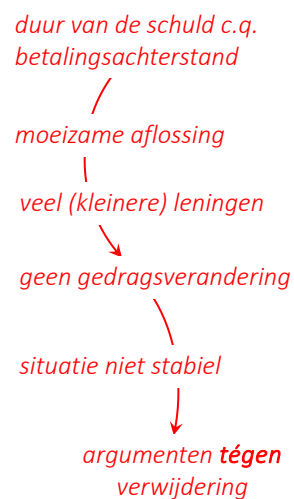 duur van de schuld c.q.
betalingsachterstand
moeizame aflossing
veel (kleinere) leningen
geen gedragsverandering
situatie niet stabiel
argumenten tégen
verwijdering